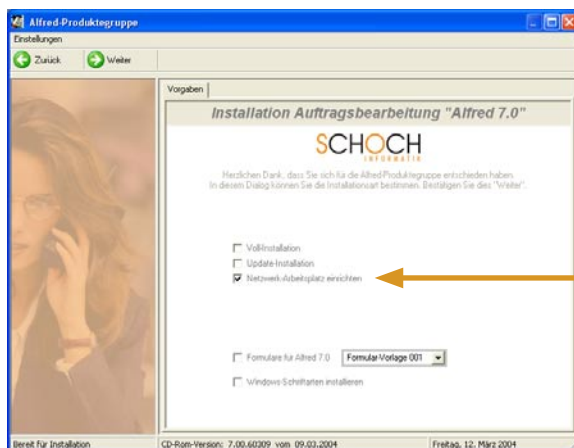 Alfred-Produktegruppe
Einstellungen
Zurück Weiter
Vorgaben
Installation Auftragsbearbeitung "Alfred 7.0"
SCHOCH
INFORMATIK
Herzlichen Dank, dass Sie sich für die Alfred-Produktegruppe entschieden haben.
In diesem Dialog können Sie die Installationsart bestimmen. Bestätigen Sie dies "Weiter".
Voll-Installation
Update-Installation
Netzwerk-Arbeitsplatz einrichten
Formulare für Alfred 7.0 Formular-Vorlage 001
Windows-Schriftarten installieren
Bereit für Installation CD-Rom-Version: 7.00.60309 vom 09.03.2004 Freitag, 12. März 2004